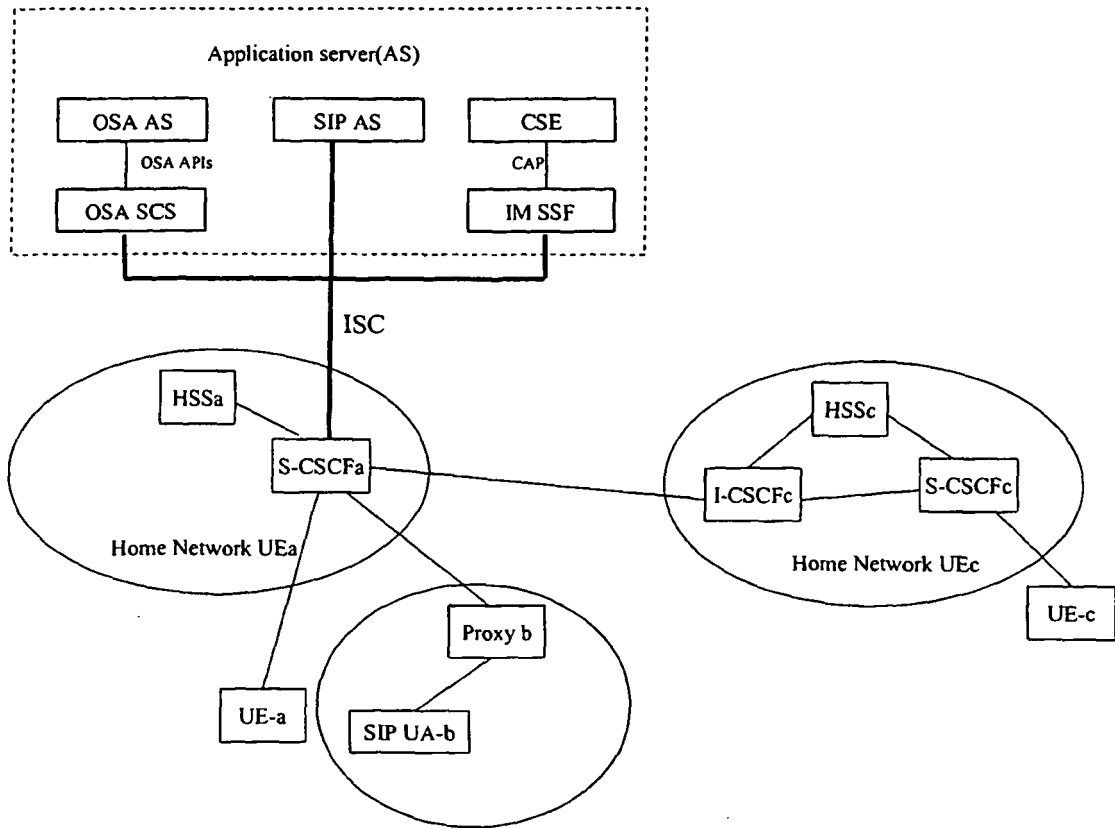 Application server(AS)
OSA AS
SIP AS
CSE
OSA APIs
CAP
OSA SCS
IM SSF
ISC
HSSa
HSSc
S-CSCFa
I-CSCFc
S-CSCFc
Home Network UEa
Home Network UEc
Proxy b
UE-c
UE-a
SIP UA-b